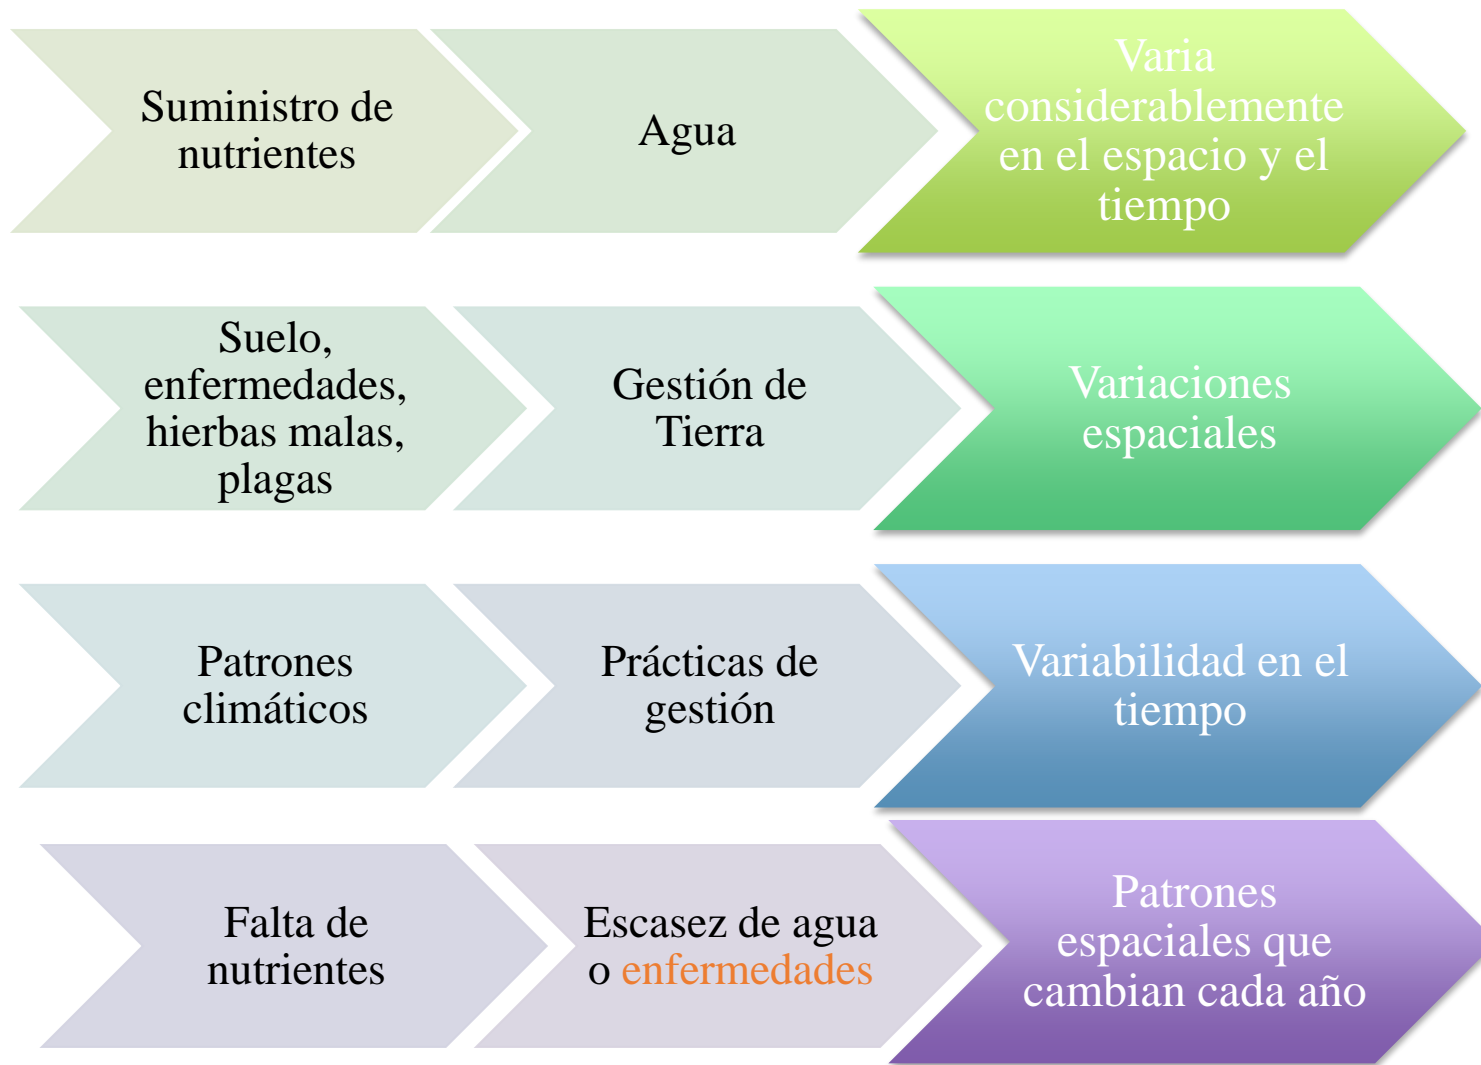 Suministro de
nutrientes
Agua
Varia
considerablemente
en el espacio y el
tiempo
Suelo,
enfermedades,
hierbas malas,
plagas
Gestión de
Tierra
Variaciones
espaciales
Patrones
climáticos
Prácticas de
gestión
Variabilidad en el
tiempo
Falta de
nutrientes
Escasez de agua
o enfermedades
Patrones
espaciales que
cambian cada año